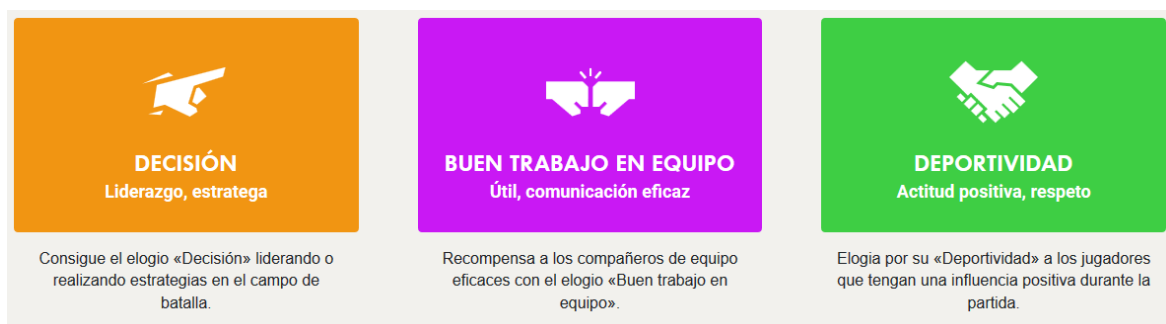 DECISIÓN
Liderazgo, estratega
Consigue el elogio «Decisión» liderando o
realizando estrategias en el campo de
batalla.
BUEN TRABAJO EN EQUIPO
Útil, comunicación eficaz
Recompensa a los compañeros de equipo
eficaces con el elogio «Buen trabajo en
equipo».
DEPORTIVIDAD
Actitud positiva, respeto
Elogia por su «Deportividad» a los jugadores
que tengan una influencia positiva durante la
partida.